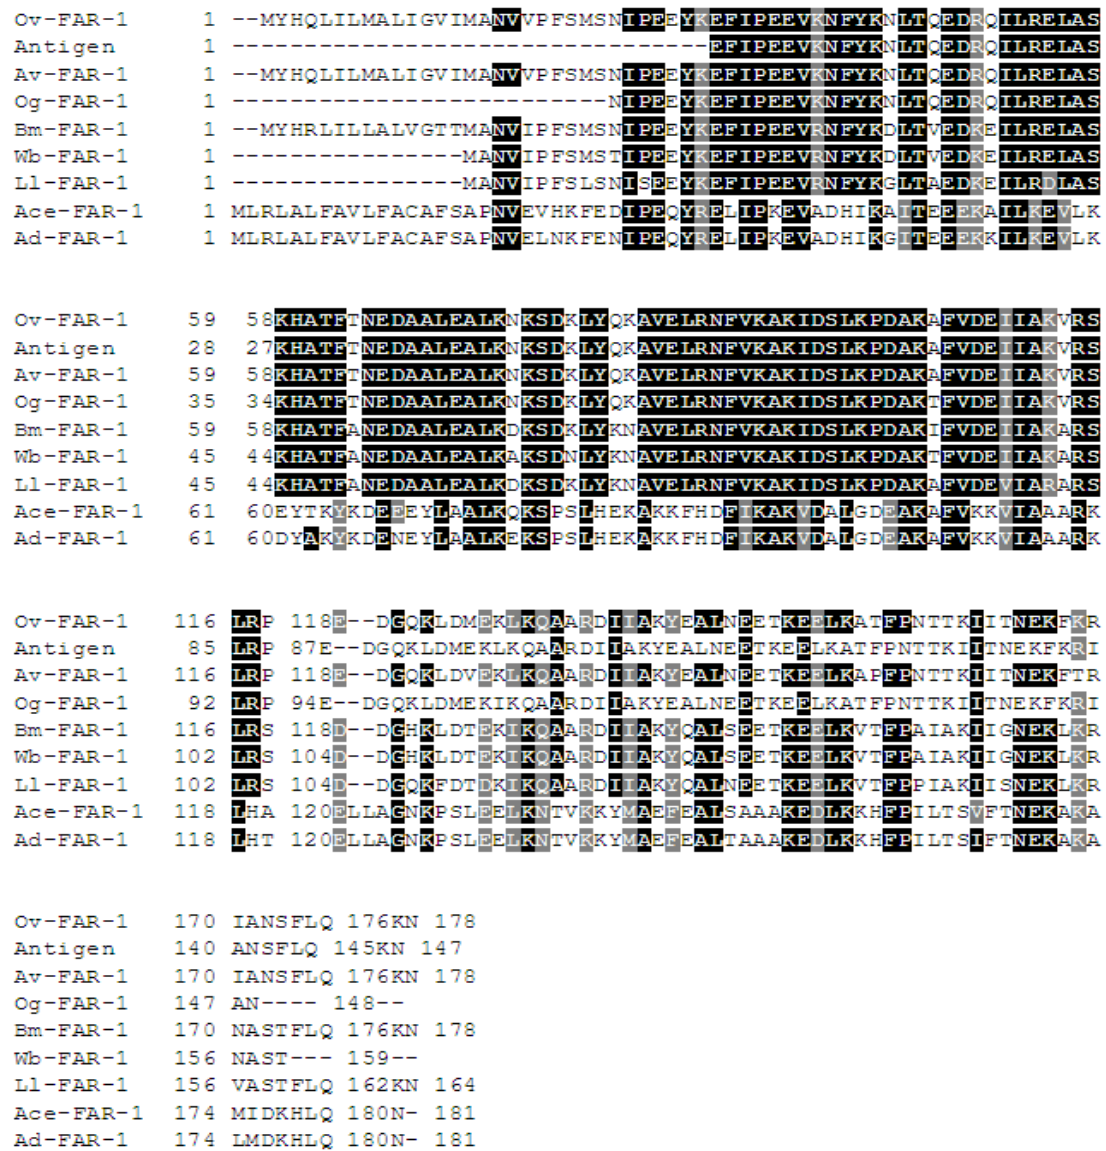 Ov-FAR-1 1 --MYHQLILMALIGVIMANVVPFSMSNIPEEYKEFIPEEVKNFYKNLTQEDRQILRELAS
Antigen 1 --------------------------------EFIPEEVKNFYKNLTQEDRQILRELAS
Av-FAR-1 1 --MYHQLILMALIGVIMANVVPFSMSNIPEEYKEFIPEEVKNFYKNLTQEDRQILRELAS
Og-FAR-1 1 --------------------------NIPEEYKEFIPEEVKNFYKNLTQEDRQILRELAS
Bm-FAR-1 1 --MYHRLILLALVGTTMANVIPFSMSNIPEEYKEFIPEEVRNFYKDLTVEDKEILRELAS
Wb-FAR-1 1 ----------------MANVIPFSMSTIPEEYKEFIPEEVRNFYKDLTVEDKEILRELAS
Ll-FAR-1 1 ----------------MANVIPFSLSNISEEYKEFIPEEVRNFYKGLTAEDKEILRDLAS
Ace-FAR-1 1 MLRLALFAVLFACAFSAPNVEVHKFEDIPEQYRELIPKEVADHIKAITEEEKAILKEVLK
Ad-FAR-1 1 MLRLALFAVLFACAFSAPNVELNKFENIPEQYRELIPKEVADHIKGITEEEKKILKEVLK
Ov-FAR-1 59 58KHATFTNEDAALEALKNKSDKLYQKAVELRNFVKAKIDSLKPDAKAFVDEIIAKVRS
Antigen 28 27KHATFTNEDAALEALKNKSDKLYQKAVELRNFVKAKIDSLKPDAKAFVDEIIAKVRS
Av-FAR-1 59 58KHATFTNEDAALEALKNKSDKLYQKAVELRNFVKAKIDSLKPDAKAFVDEIIAKVRS
Og-FAR-1 35 34KHATFTNEDAALEALKNKSDKLYQKAVELRNFVKAKIDSLKPDAKTFVDEIIAKVRS
Bm-FAR-1 59 58KHATFANEDAALEALKDKSDKLYKNAVELRNFVKAKIDSLKPDAKIFVDEIIAKARS
Wb-FAR-1 45 44KHATFANEDAALEALKAKSDNLYKNAVELRNFVKAKIDSLKPDAKTFVDEIIAKARS
Ll-FAR-1 45 44KHATFANEDAALEALKDKSDKLYKNAVELRNFVKAKIDSLKPDAKAFVDEVIARARS
Ace-FAR-1 61 60EYTKYKDEEEYLAALKQKSPSLHEKAKKFHDFIKAKVDALGDEAKAFVKKVIAAARK
Ad-FAR-1 61 60DYAKYKDENEYLAALKEKSPSLHEKAKKFHDFIKAKVDALGDEAKAFVKKVIAAARK
Ov-FAR-1 116 LRP 118E--DGQKLDMEKLKQAARDIIAKYEALNEETKEELKATFPNTTKIITNEKFKR
Antigen 85 LRP 87E--DGQKLDMEKLKQAARDIIAKYEALNEETKEELKATFPNTTKIITNEKFKRI
Av-FAR-1 116 LRP 118E--DGQKLDVEKLKQAARDIIAKYEALNEETKEELKAPFPNTTKIITNEKFTR
Og-FAR-1 92 LRP 94E--DGQKLDMEKIKQAARDIIAKYEALNEETKEELKATFPNTTKIITNEKFKRI
Bm-FAR-1 116 LRS 118D--DGHKLDTEKIKQAARDIIAKYQALSEETKEELKVTFPAIAKIIGNEKLKR
Wb-FAR-1 102 LRS 104D--DGHKLDTEKIKQAARDIIAKYQALSEETKEELKVTFPAIAKIIGNEKLKR
Ll-FAR-1 102 LRS 104D--DGQKFDTDKIKQAARDIIAKYQALNEETKEELKVTFPPIAKIISNEKLKR
Ace-FAR-1 118 LHA 120ELLAGNKPSLEELKNTVKKYMAEFEALSAAAKEDLKKHFPILTSVFTNEKAKA
Ad-FAR-1 118 LHT 120ELLAGNKPSLEELKNTVKKYMAEFEALTAAAKEDLKKHFPILTSIFTNEKAKA
Ov-FAR-1 170 IANSFLQ 176KN 178
Antigen 140 ANSFLQ 145KN 147
Av-FAR-1 170 IANSFLQ 176KN 178
Og-FAR-1 147 AN---- 148--
Bm-FAR-1 170 NASTFLQ 176KN 178
Wb-FAR-1 156 NAST--- 159--
Ll-FAR-1 156 VASTFLQ 162KN 164
Ace-FAR-1 174 MIDKHLQ 180N- 181
Ad-FAR-1 174 LMDKHLQ 180N- 181